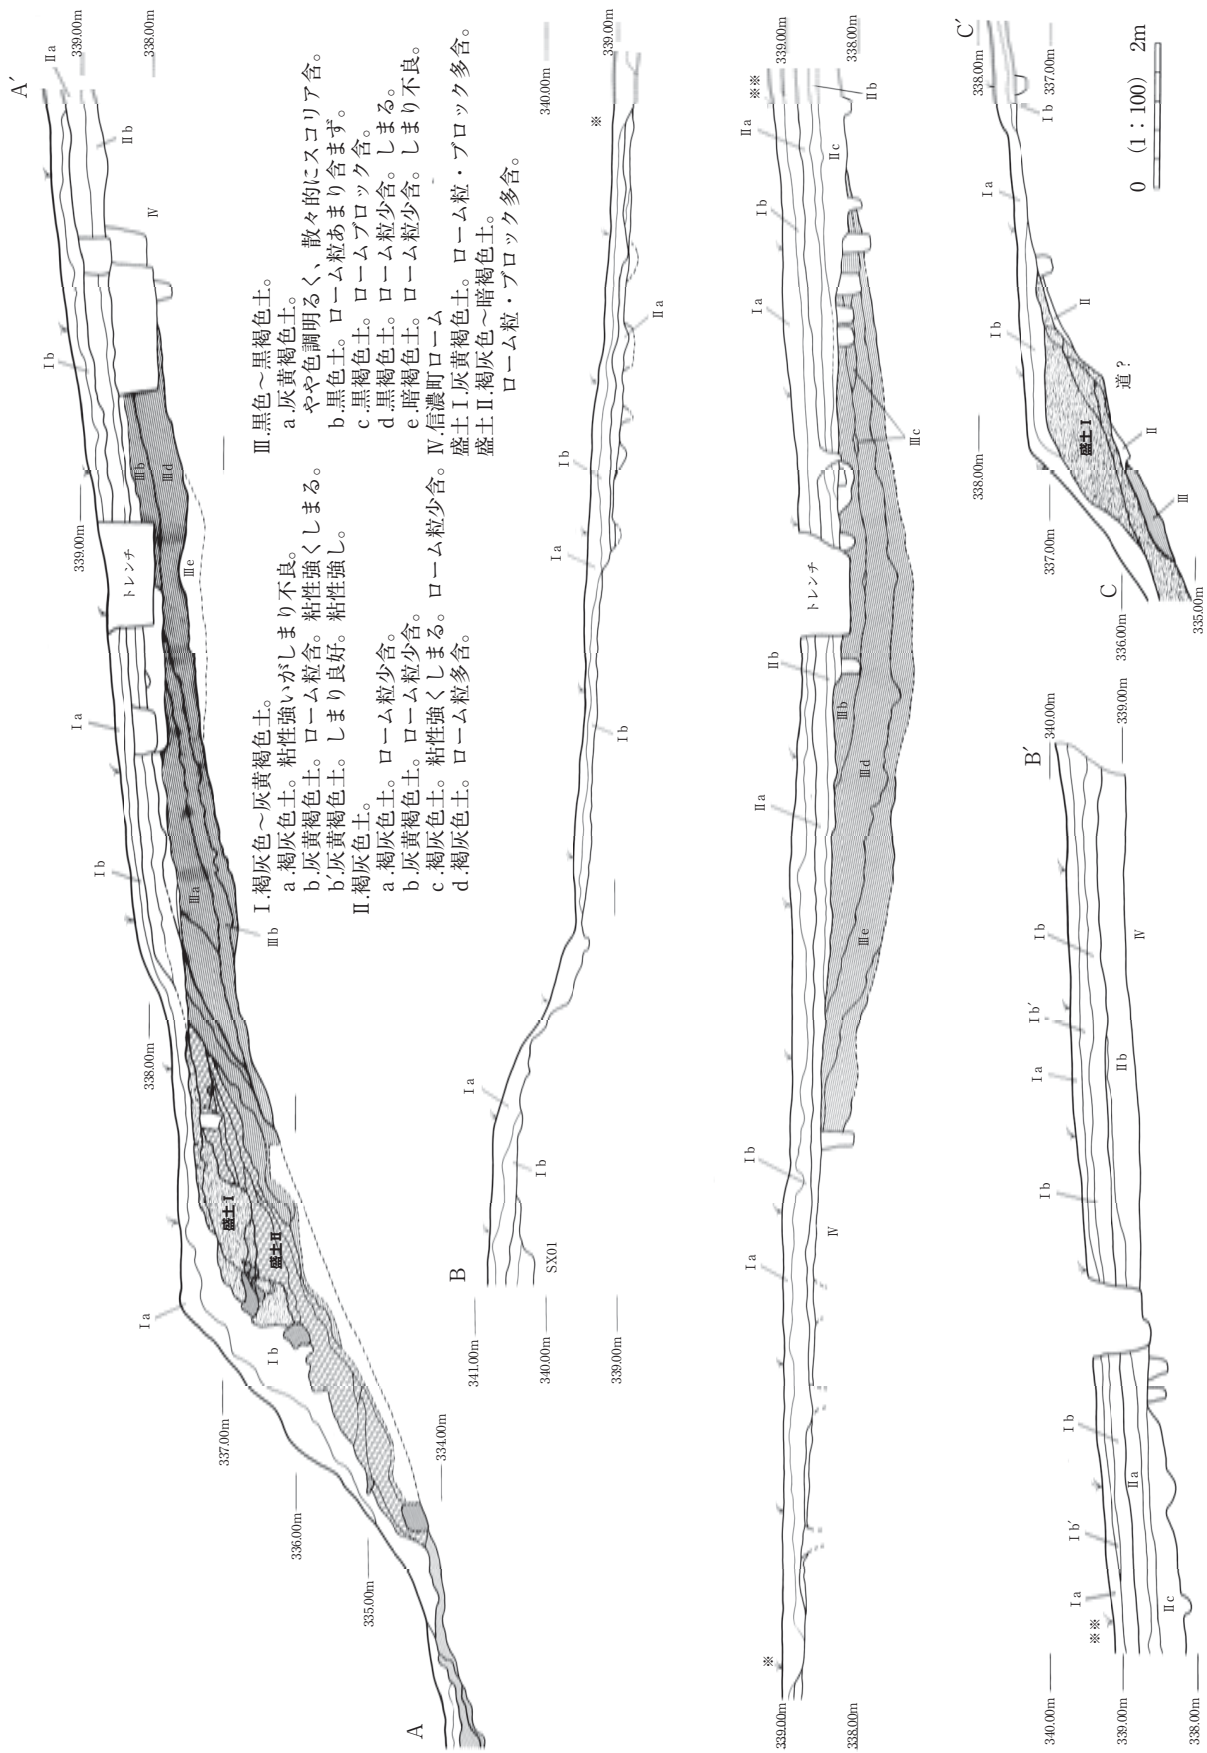 A
A′
339.00m
338.00m
Ⅱa
Ⅱb
Ⅳ
Ⅰb
339.00m
トレンチ
Ⅲb
Ⅲd
Ⅲe
Ⅰa
Ⅰb
Ⅲa
Ⅲb
338.00m
盛土Ⅰ
盛土Ⅱ
Ⅰa
Ⅰb
337.00m
336.00m
335.00m
334.00m
Ⅰ.褐灰色~灰黄褐色土。
a.褐灰色土。粘性強いがしまり不良。
b.灰黄褐色土。ローム粒含。粘性強くしまる。
b′灰黄褐色土。しまり良好。粘性強し。
Ⅱ.褐灰色土。
a.褐灰色土。ローム粒少含。
b.灰黄褐色土。ローム粒少含。
c.褐灰色土。粘性強くしまる。ローム粒少含。
d.褐灰色土。ローム粒多含。
Ⅲ.黒色~黒褐色土。
a.灰黄褐色土。
やや色調明るく、散々的にスコリア含。
b.黒色土。ローム粒あまり含まず。
c.黒褐色土。ロームブロック含。
d.黒褐色土。ローム粒少含。しまる。
e.暗褐色土。ローム粒少含。しまり不良。
Ⅳ.信濃町ローム
盛土Ⅰ.灰黄褐色土。ローム粒・ブロック多含。
盛土Ⅱ.褐灰色~暗褐色土。
ローム粒・ブロック多含。
B
341.00m
340.00m
339.00m
SX01
Ⅰa
Ⅰb
Ⅰb
Ⅰa
Ⅰb
Ⅱa
※
340.00m
339.00m
※
339.00m
338.00m
Ⅰa
Ⅰb
Ⅳ
Ⅲe
Ⅱa
Ⅲd
Ⅱb
Ⅲb
トレンチ
Ⅲc
Ⅰa
Ⅰb
Ⅱa
Ⅱc
Ⅱb
※※
339.00m
338.00m
※※
340.00m
339.00m
338.00m
Ⅰa
Ⅰb′
Ⅰb
Ⅱa
Ⅱc
Ⅰb
Ⅰa
Ⅰb′
Ⅰb
Ⅱb
Ⅳ
B′
340.00m
339.00m
C
C′
338.00m
337.00m
336.00m
335.00m
338.00m
337.00m
Ⅰa
Ⅰb
Ⅰb
Ⅱ
盛土Ⅰ
道?
Ⅱ
Ⅲ
0 (1:100) 2m